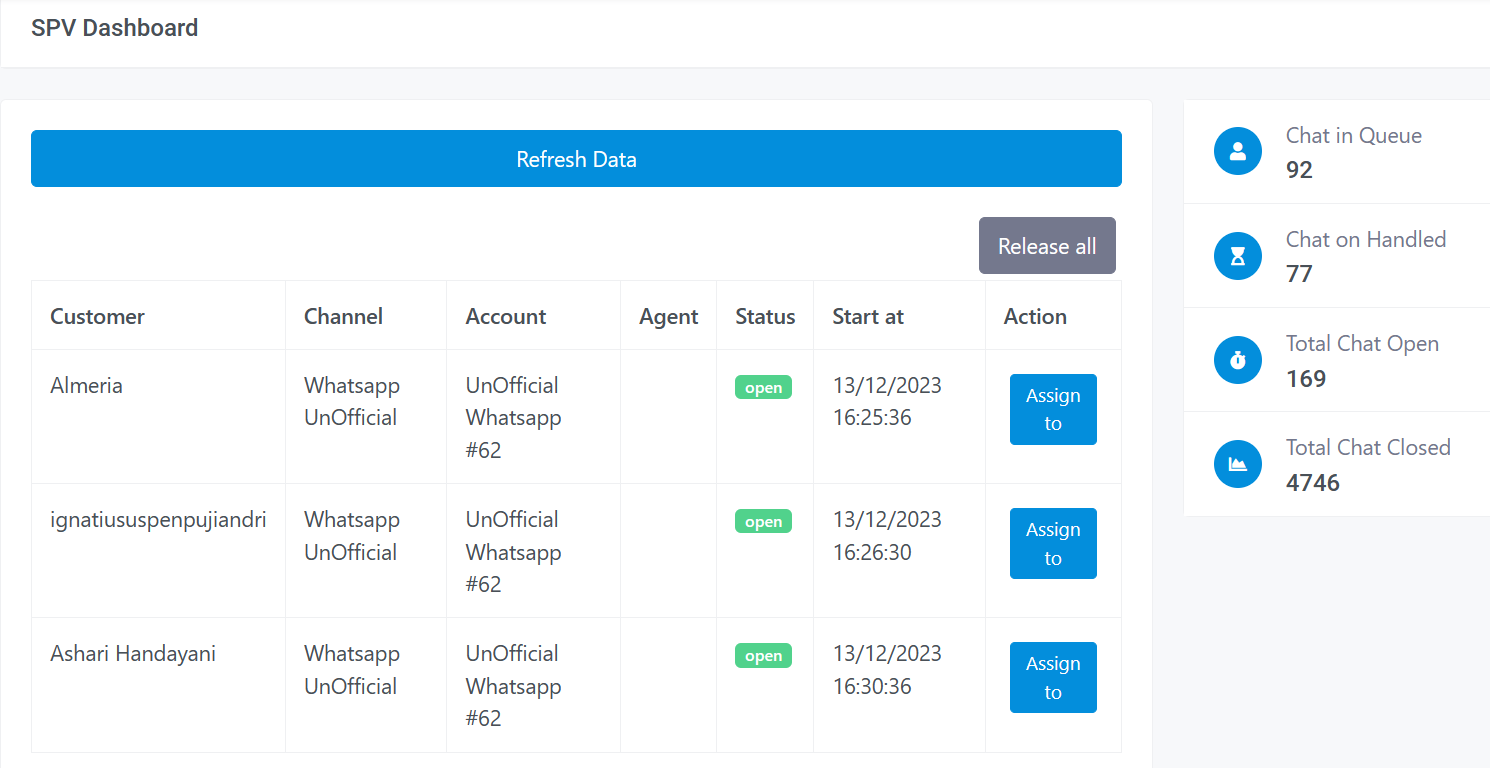 SPV Dashboard
Refresh Data
Release all
Customer Channel Account Agent Status Start at Action
Almeria
Whatsapp
UnOfficial
UnOfficial
Whatsapp
#62
open
13/12/2023
16:25:36
Assign
to
ignatiususpenpujiandri
Whatsapp
UnOfficial
UnOfficial
Whatsapp
#62
open
13/12/2023
16:26:30
Assign
to
Ashari Handayani
Whatsapp
UnOfficial
UnOfficial
Whatsapp
#62
open
13/12/2023
16:30:36
Assign
to
Chat in Queue
92
Chat on Handled
77
Total Chat Open
169
Total Chat Closed
4746